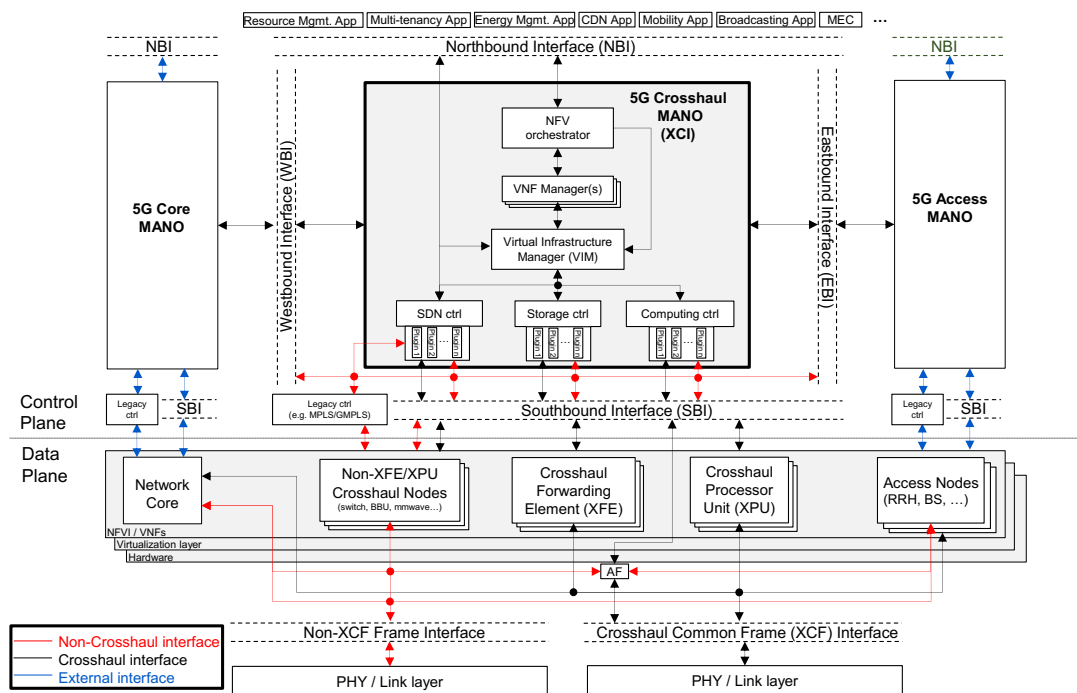 Resource Mgmt. App
Multi-tenancy App
Energy Mgmt. App
CDN App
Mobility App
Broadcasting App
MEC
...
NBI
Northbound Interface (NBI)
NBI
5G Core
MANO
Westbound Interface (WBI)
5G Crosshaul
MANO
(XCI)
NFV
orchestrator
VNF Manager(s)
Virtual Infrastructure
Manager (VIM)
SDN ctrl
Plugin 1
Plugin 2
...
Plugin n
Storage ctrl
Plugin 1
Plugin 2
...
Plugin n
Computing ctrl
Plugin 1
Plugin 2
...
Plugin n
Eastbound Interface (EBI)
5G Access
MANO
Control
Plane
Legacy
ctrl
SBI
Legacy ctrl
(e.g. MPLS/GMPLS)
Southbound Interface (SBI)
Legacy
ctrl
SBI
Data
Plane
Network
Core
Non-XFE/XPU
Crosshaul Nodes
(switch, BBU, mmwave...)
Crosshaul
Forwarding
Element (XFE)
Crosshaul
Processor
Unit (XPU)
Access Nodes
(RRH, BS, ...)
NFVI / VNFs
Virtualization layer
Hardware
AF
Non-XCF Frame Interface
Crosshaul Common Frame (XCF) Interface
PHY / Link layer
PHY / Link layer
Non-Crosshaul interface
Crosshaul interface
External interface